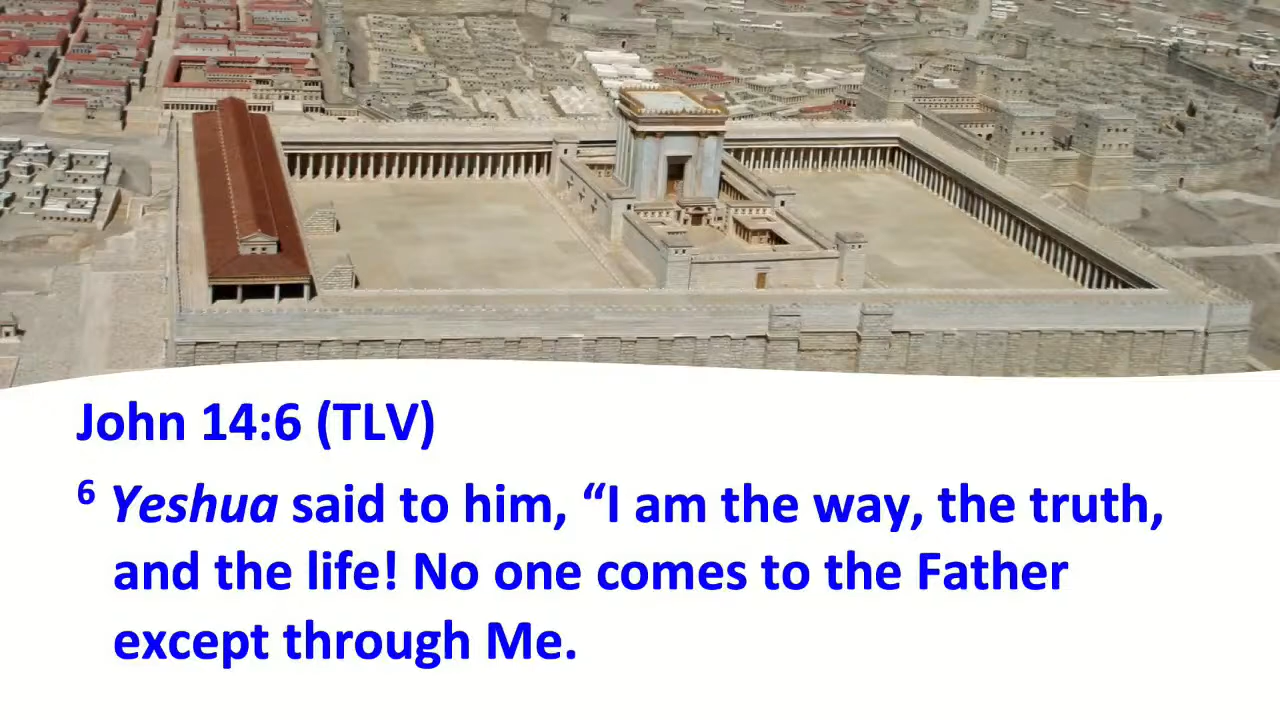 John 14:6 (TLV)
6 Yeshua said to him, “I am the way, the truth,
and the life! No one comes to the Father
except through Me.